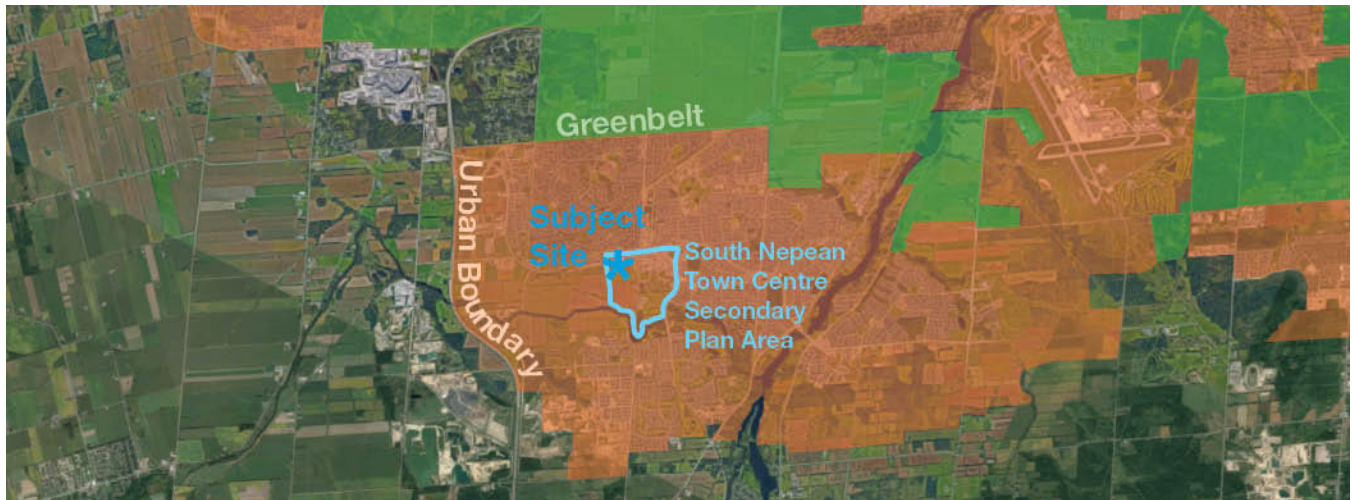 Greenbelt
Urban Boundary
Subject
Site
South Nepean
Town Centre
Secondary
Plan Area